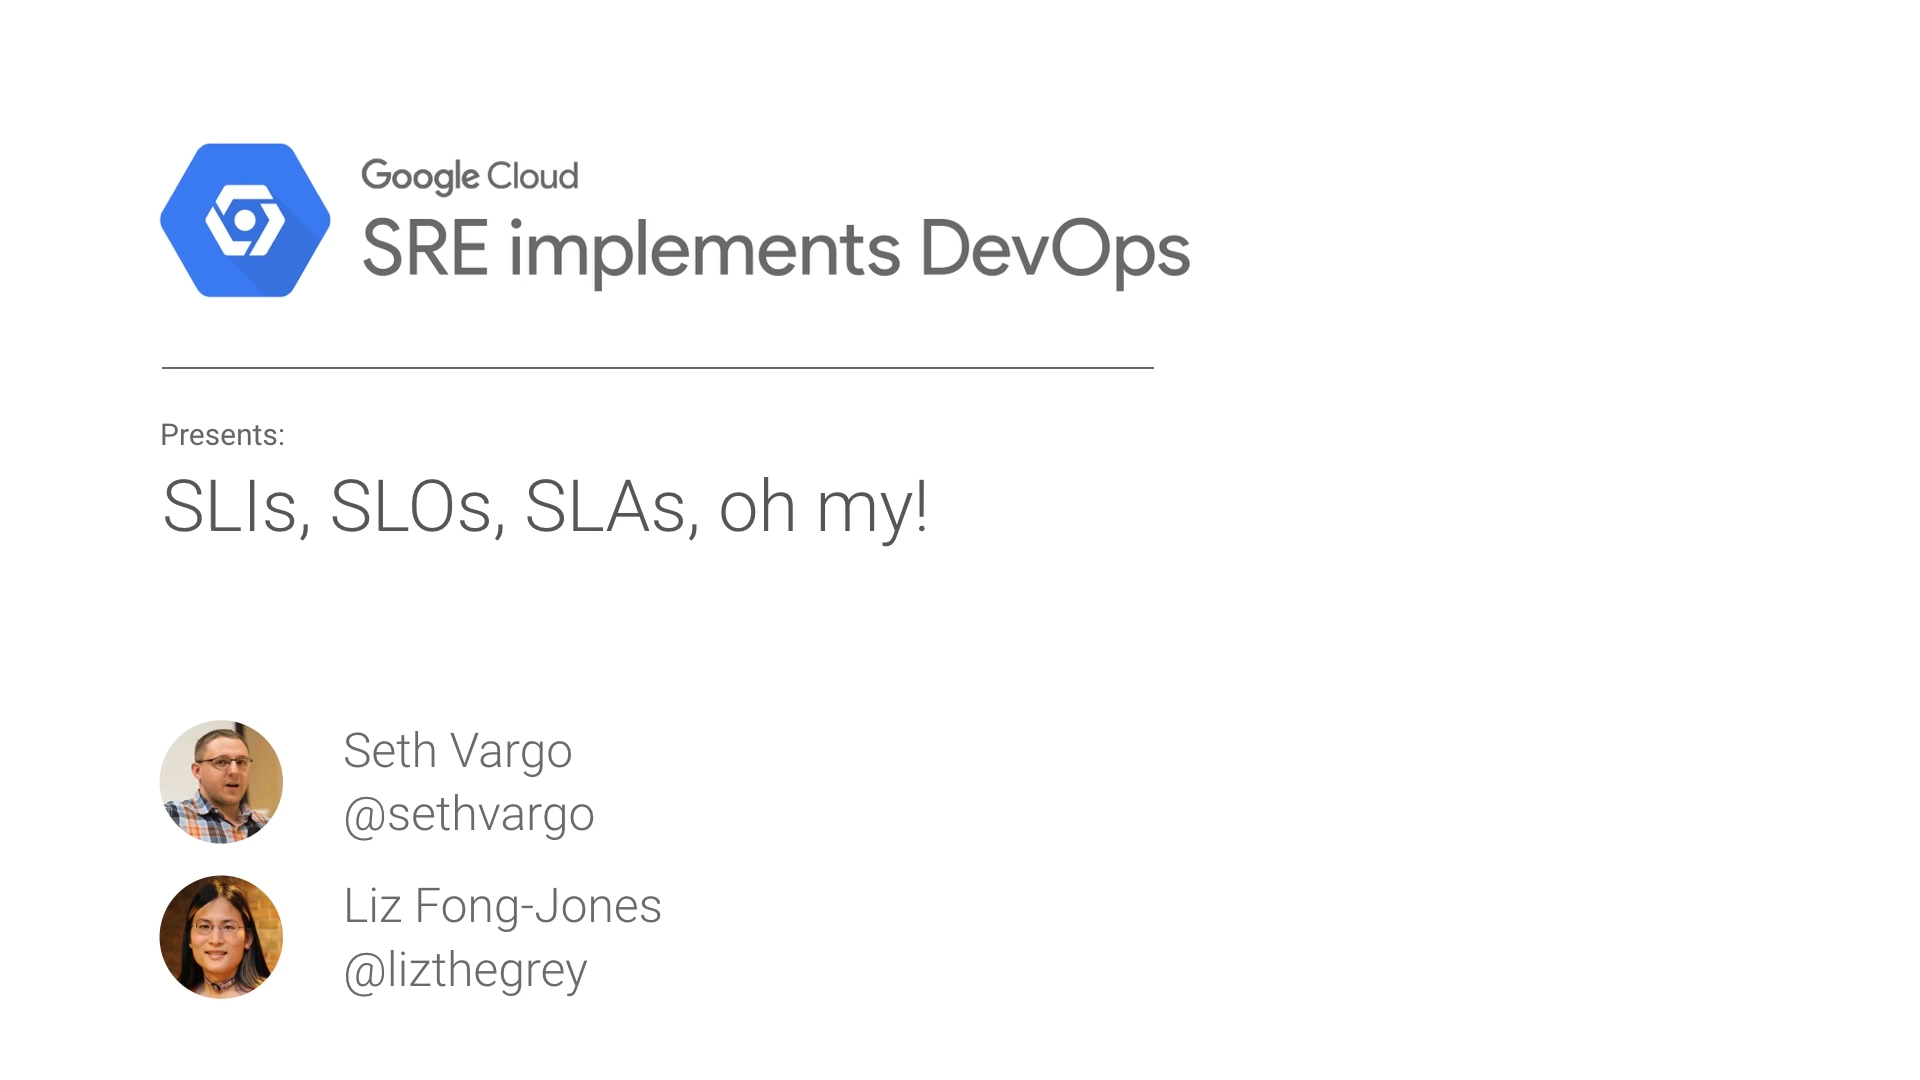 Google Cloud
SRE implements DevOps
Presents:
SLIs, SLOs, SLAs, oh my!
Seth Vargo
@sethvargo
Liz Fong-Jones
@lizthegrey